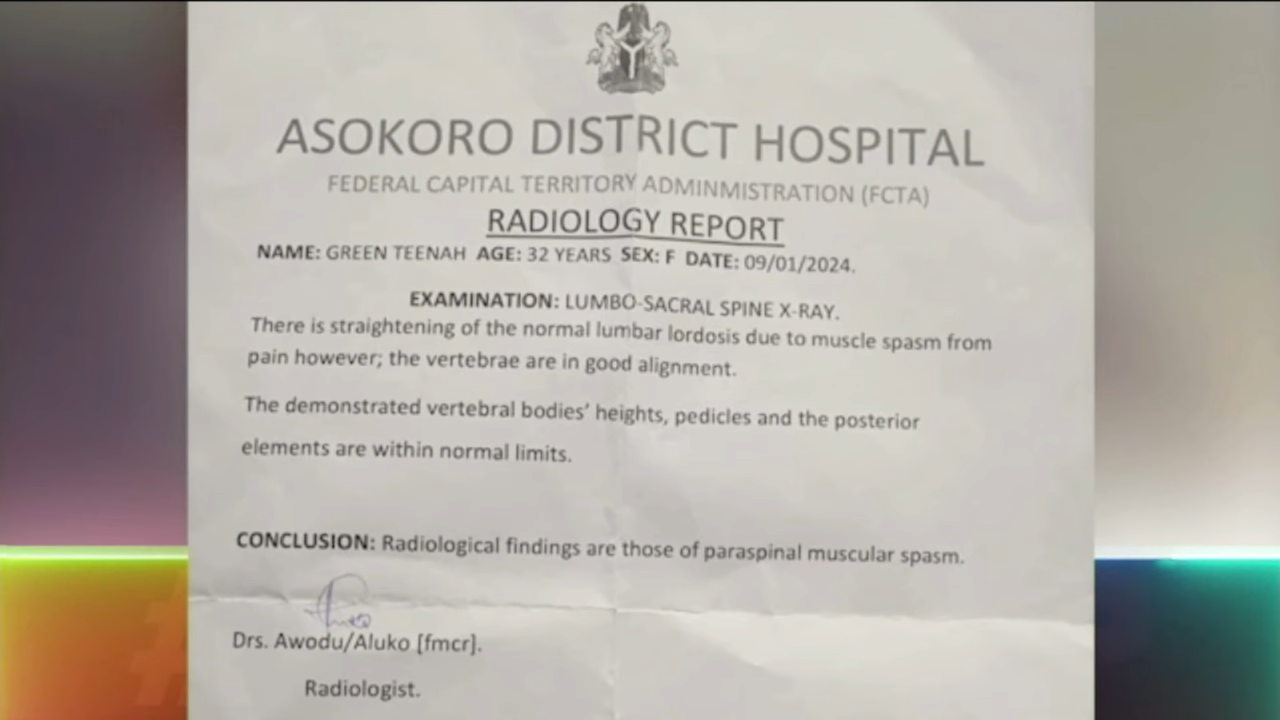 ASOKORO DISTRICT HOSPITAL
FEDERAL CAPITAL TERRITORY ADMINMISTRATION (FCTA)
RADIOLOGY REPORT
NAME: GREEN TEENAH AGE: 32 YEARS SEX: F DATE: 09/01/2024.
EXAMINATION: LUMBO-SACRAL SPINE X-RAY.
There is straightening of the normal lumbar lordosis due to muscle spasm from
pain however; the vertebrae are in good alignment.
The demonstrated vertebral bodies’ heights, pedicles and the posterior
elements are within normal limits.
CONCLUSION: Radiological findings are those of paraspinal muscular spasm.
Drs. Awodu/Aluko [fmcr].
Radiologist.